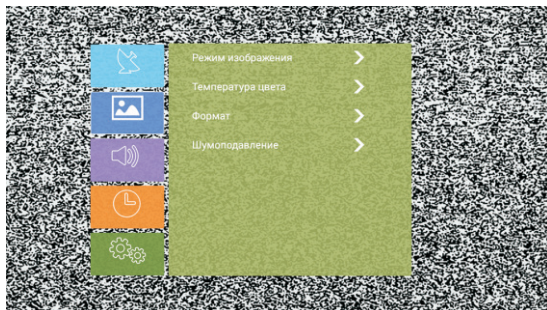 Режим изображения
Температура цвета
Формат
Шумоподавление